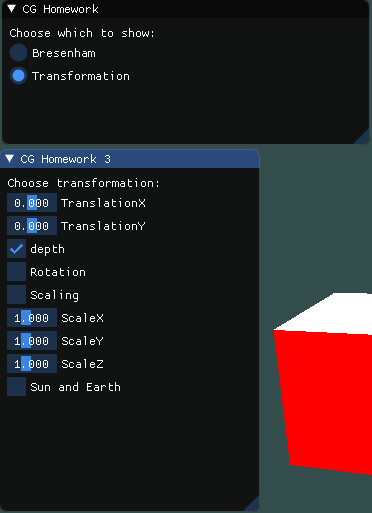 CG Homework
Choose which to show:
Bresenham
Transformation
CG Homework 3
Choose transformation:
0.000 TranslationX
0.000 TranslationY
depth
Rotation
Scaling
1.000 ScaleX
1.000 ScaleY
1.000 ScaleZ
Sun and Earth